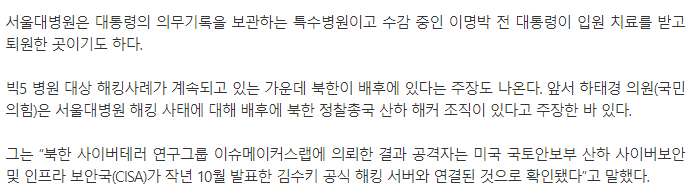 서울대병원은 대통령의 의무기록을 보관하는 특수병원이고 수감 중인 이명박 전 대통령이 입원 치료를 받고
퇴원한 곳이기도 하다.
빅5 병원 대상 해킹사례가 계속되고 있는 가운데 북한이 배후에 있다는 주장도 나온다. 앞서 하태경 의원(국민
의힘)은 서울대병원 해킹 사태에 대해 배후에 북한 정찰총국 산하 해커 조직이 있다고 주장한 바 있다.
그는 "북한 사이버테러 연구그룹 이슈메이커스랩에 의뢰한 결과 공격자는 미국 국토안보부 산하 사이버보안
및 인프라 보안국(CISA)가 작년 10월 발표한 김수키 공식 해킹 서버와 연결된 것으로 확인됐다"고 말했다.